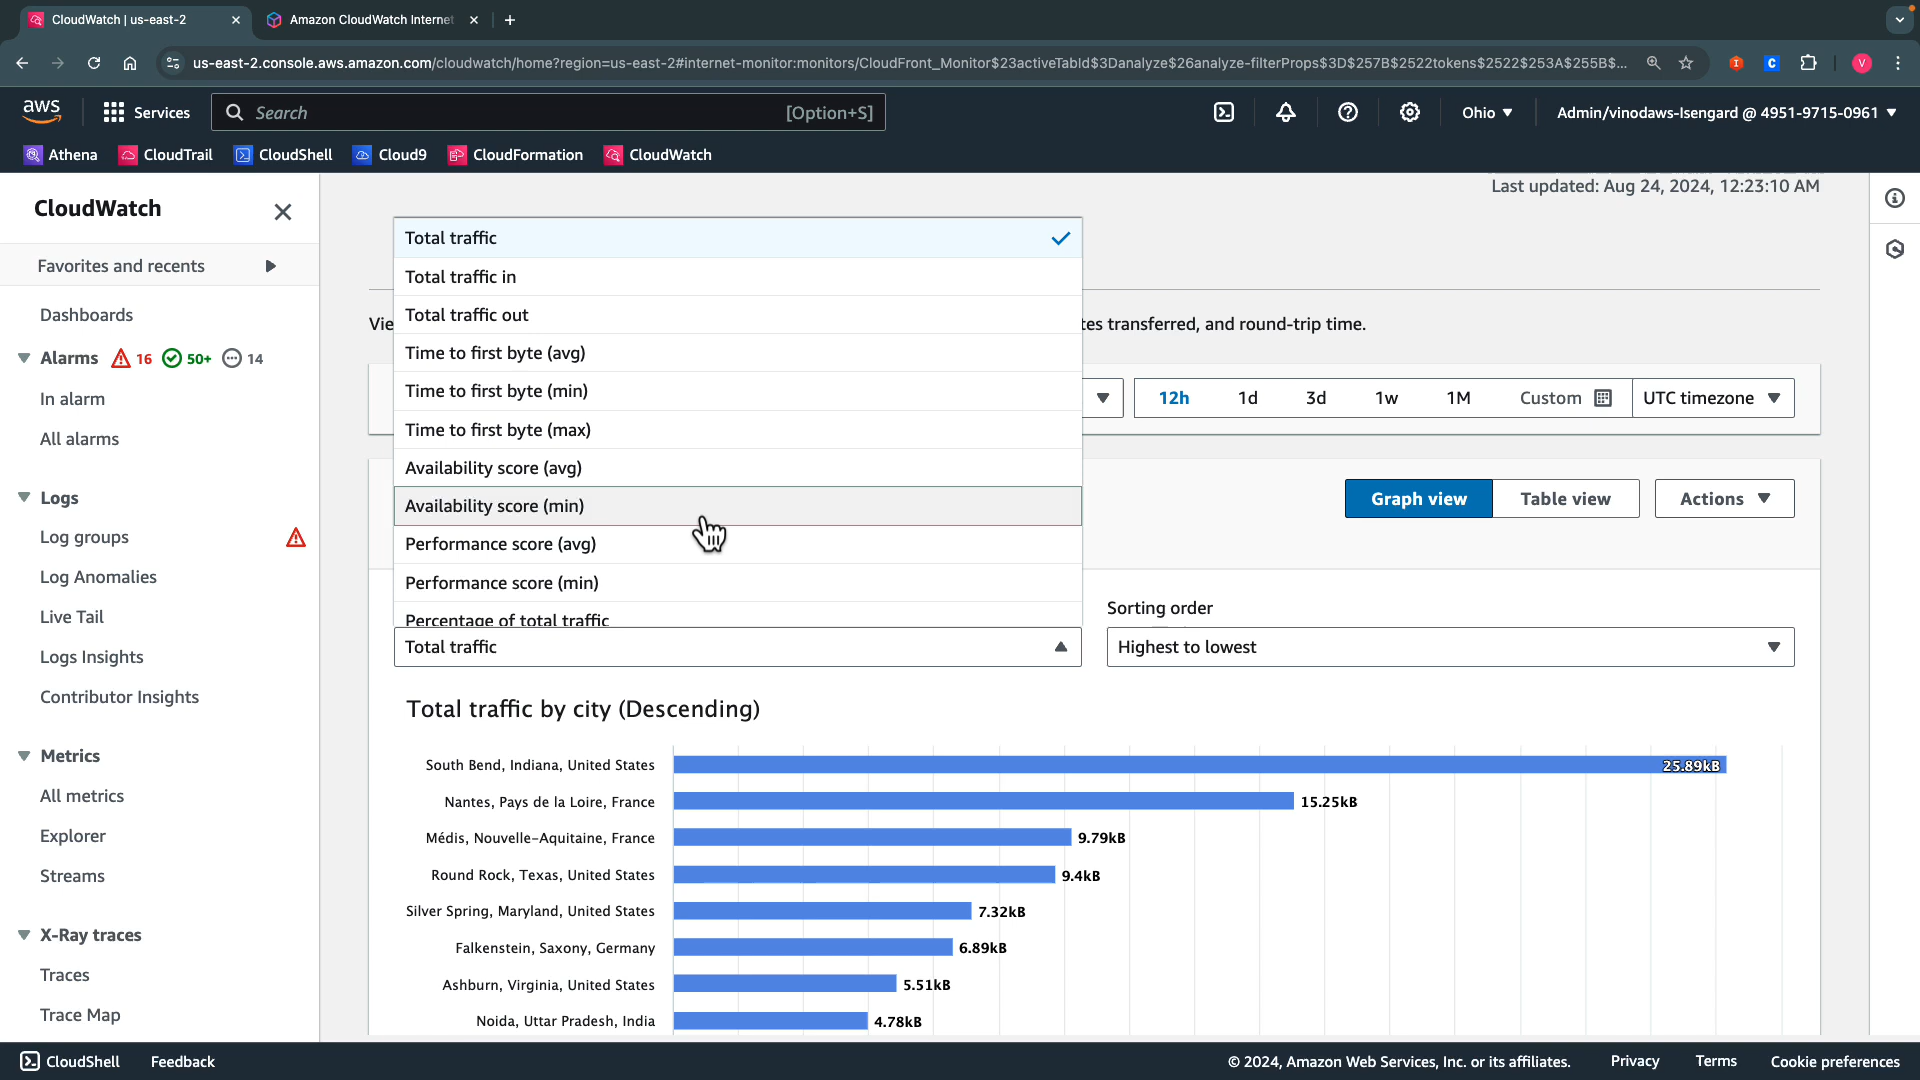 CloudWatch | us-east-2
Amazon CloudWatch Internet
us-east-2.console.aws.amazon.com/cloudwatch/home?region=us-east-2#internet-monitor:monitors/CloudFront_Monitor$23activeTabId$3Danalyze$26analyze-filterProps$3D$257B$2522tokens$2522$253A$255B$...
V
aws
Services
Search
[Option+S]
Ohio
Admin/vinodaws-Isengard @ 4951-9715-0961
Athena
CloudTrail
CloudShell
Cloud9
CloudFormation
CloudWatch
CloudWatch
Favorites and recents
Dashboards
Alarms 16 50+ 14
In alarm
All alarms
Logs
Log groups
Log Anomalies
Live Tail
Logs Insights
Contributor Insights
Metrics
All metrics
Explorer
Streams
X-Ray traces
Traces
Trace Map
Last updated: Aug 24, 2024, 12:23:10 AM
Total traffic
Total traffic in
Total traffic out
Time to first byte (avg)
Time to first byte (min)
Time to first byte (max)
Availability score (avg)
Availability score (min)
Performance score (avg)
Performance score (min)
Percentage of total traffic
Total traffic
Vie
tes transferred, and round-trip time.
12h 1d 3d 1w 1M Custom
UTC timezone
Graph view
Table view
Actions
Sorting order
Highest to lowest
Total traffic by city (Descending)
South Bend, Indiana, United States 25.89kB
Nantes, Pays de la Loire, France 15.25kB
Médis, Nouvelle-Aquitaine, France 9.79kB
Round Rock, Texas, United States 9.4kB
Silver Spring, Maryland, United States 7.32kB
Falkenstein, Saxony, Germany 6.89kB
Ashburn, Virginia, United States 5.51kB
Noida, Uttar Pradesh, India 4.78kB
CloudShell
Feedback
© 2024, Amazon Web Services, Inc. or its affiliates.
Privacy
Terms
Cookie preferences